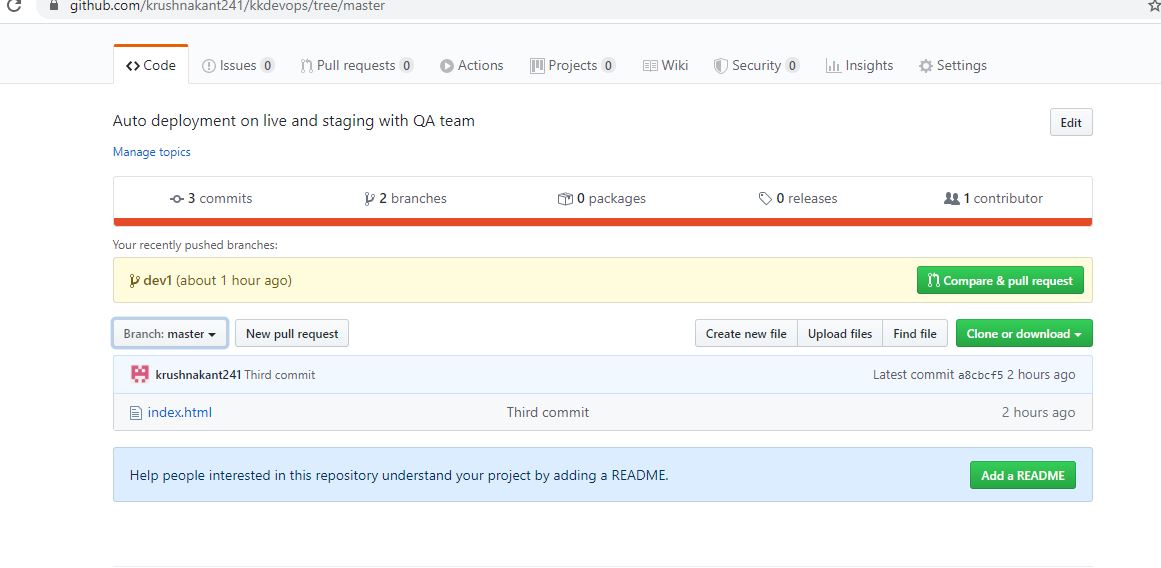 github.com/krushnakant241/kkdevops/tree/master
Code Issues 0 Pull requests 0 Actions Projects 0 Wiki Security 0 Insights Settings
Auto deployment on live and staging with QA team Edit
Manage topics
3 commits 2 branches 0 packages 0 releases 1 contributor
Your recently pushed branches:
dev1 (about 1 hour ago) Compare & pull request
Branch: master New pull request Create new file Upload files Find file Clone or download
krushnakant241 Third commit Latest commit a8cbcf5 2 hours ago
index.html Third commit 2 hours ago
Help people interested in this repository understand your project by adding a README. Add a README